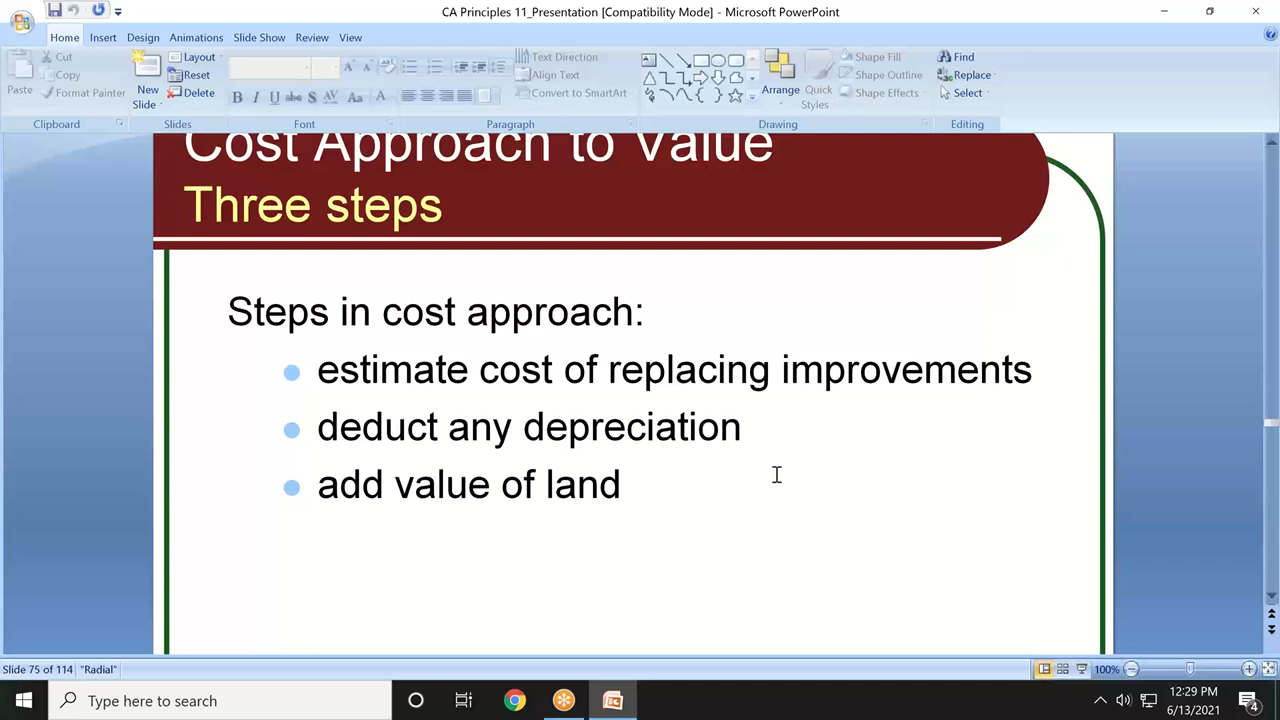 CA Principles 11_Presentation [Compatibility Mode] - Microsoft PowerPoint
Home Insert Design Animations Slide Show Review View
Cut
Copy
Format Painter
Paste
Clipboard
New
Slide
Layout
Reset
Delete
Slides
B I U abc S AV Aa A
Font
Text Direction
Align Text
Convert to SmartArt
Paragraph
Arrange
Quick
Styles
Shape Fill
Shape Outline
Shape Effects
Drawing
Find
Replace
Select
Editing
Cost Approach to Value
Three steps
Steps in cost approach:
estimate cost of replacing improvements
deduct any depreciation
add value of land
Slide 75 of 114 "Radial" 100%
Type here to search
12:29 PM
6/13/2021
4